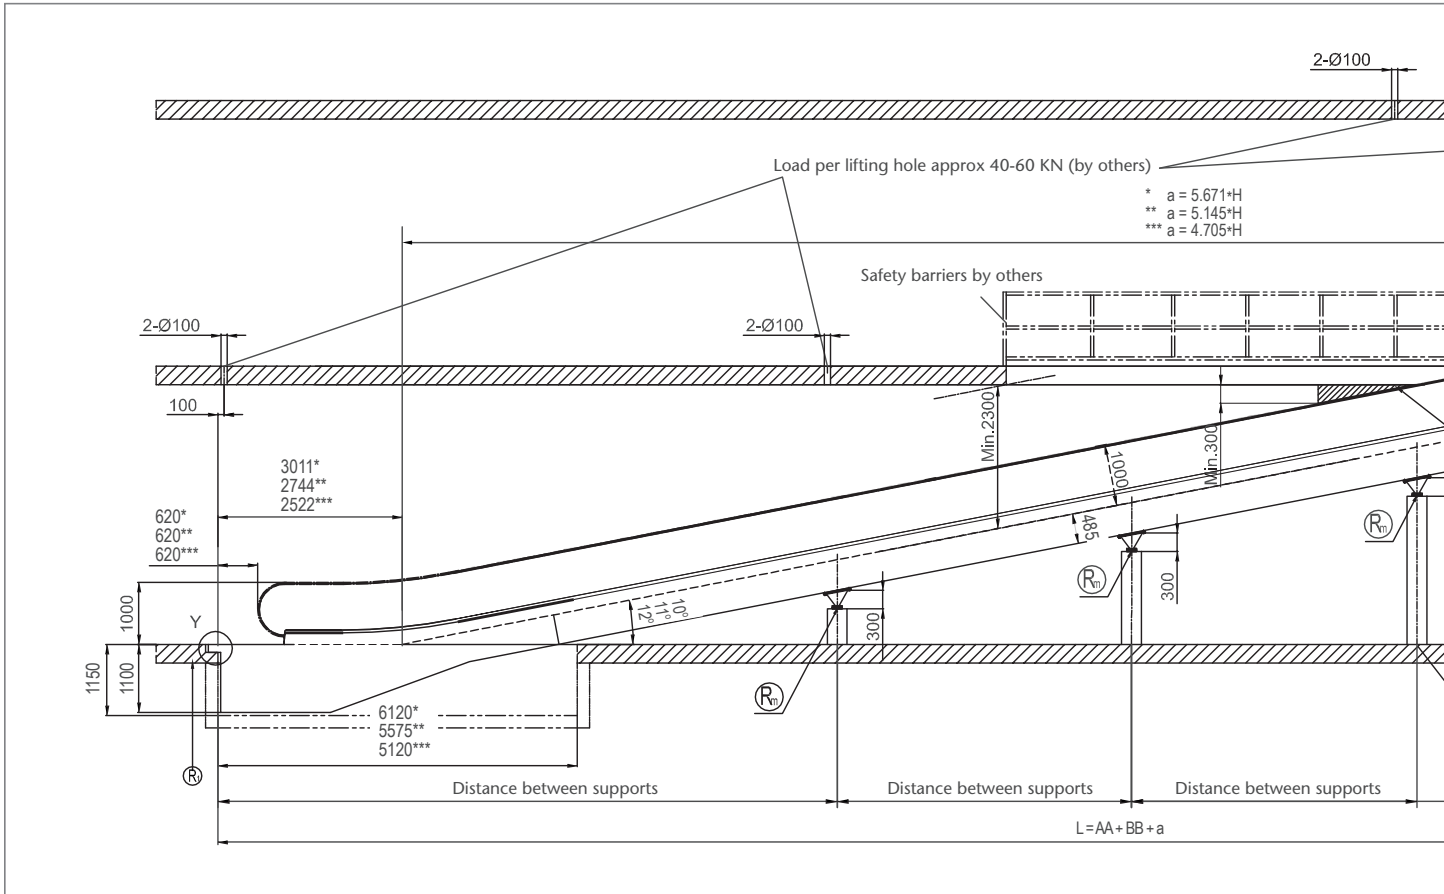 2-Ø100
Load per lifting hole approx 40-60 KN (by others)
* a = 5.671*H
** a = 5.145*H
*** a = 4.705*H
Safety barriers by others
2-Ø100
2-Ø100
100
Min.2300
Min.300
3011*
2744**
2522***
620*
620**
620***
1000
485
Rm
Rm
300
1000
Y
10°
11°
12°
300
1150
1100
Rm
6120*
5575**
5120***
Distance between supports
Distance between supports
Distance between supports
L=AA+BB+a